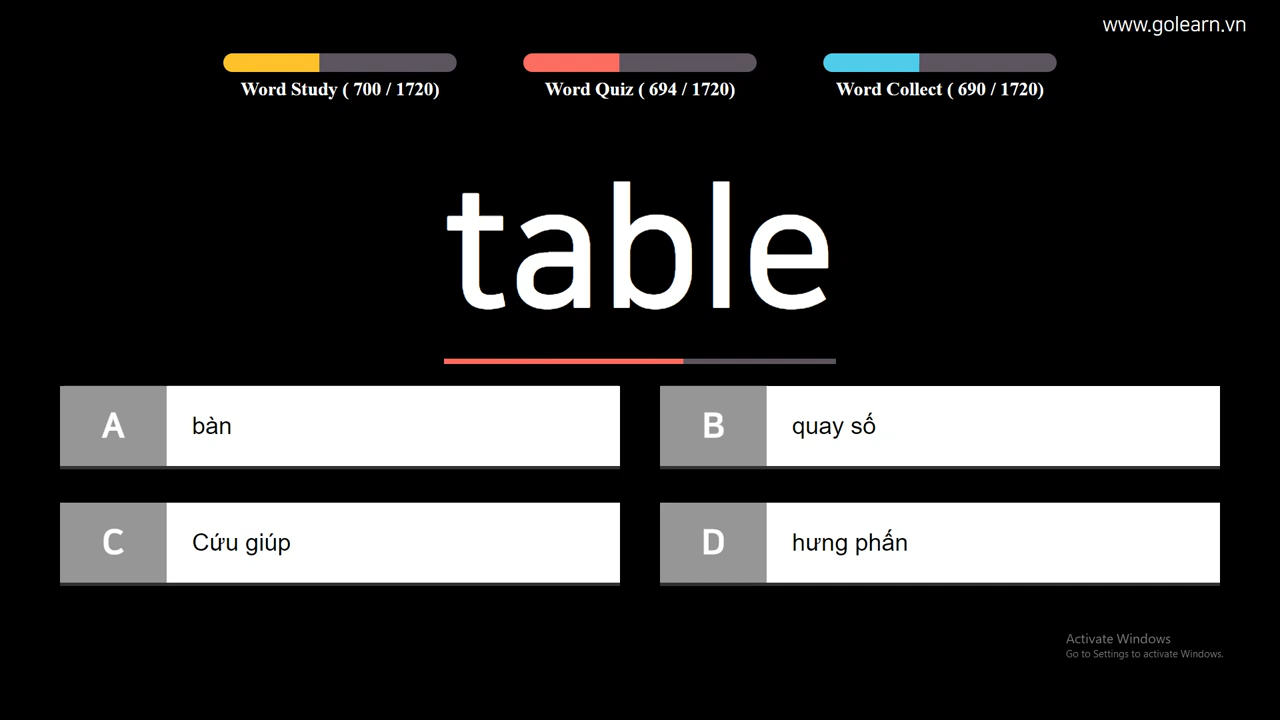 www.golearn.vn
Word Study ( 700 / 1720)
Word Quiz ( 694 / 1720)
Word Collect ( 690 / 1720)
table
A bàn
B quay số
C Cứu giúp
D hưng phấn
Activate Windows
Go to Settings to activate Windows.